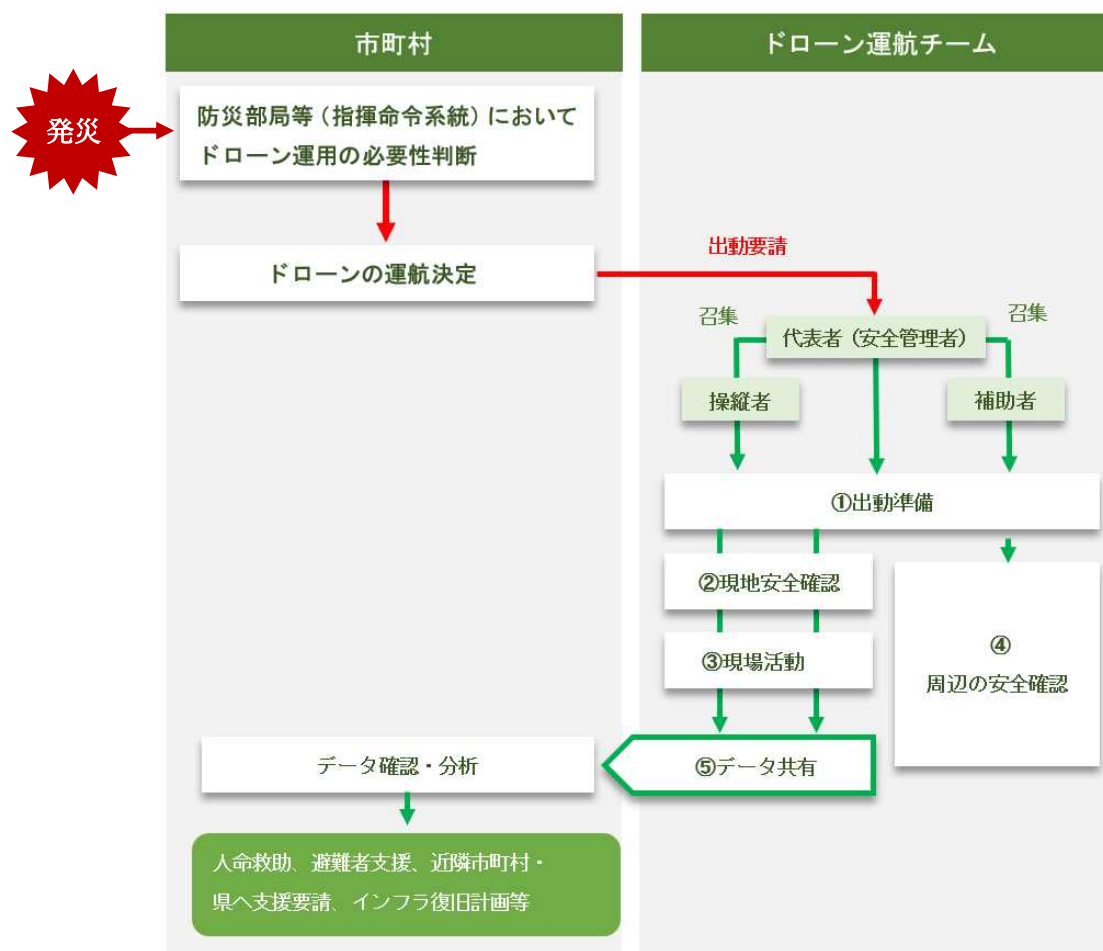 市町村
ドローン運航チーム
発災
防災部局等（指揮命令系統）において
ドローン運用の必要性判断
ドローンの運航決定
出動要請
召集
召集
代表者（安全管理者）
操縦者
補助者
①出動準備
②現地安全確認
③現場活動
④
周辺の安全確認
データ確認・分析
⑤データ共有
人命救助、避難者支援、近隣市町村・
県へ支援要請、インフラ復旧計画等